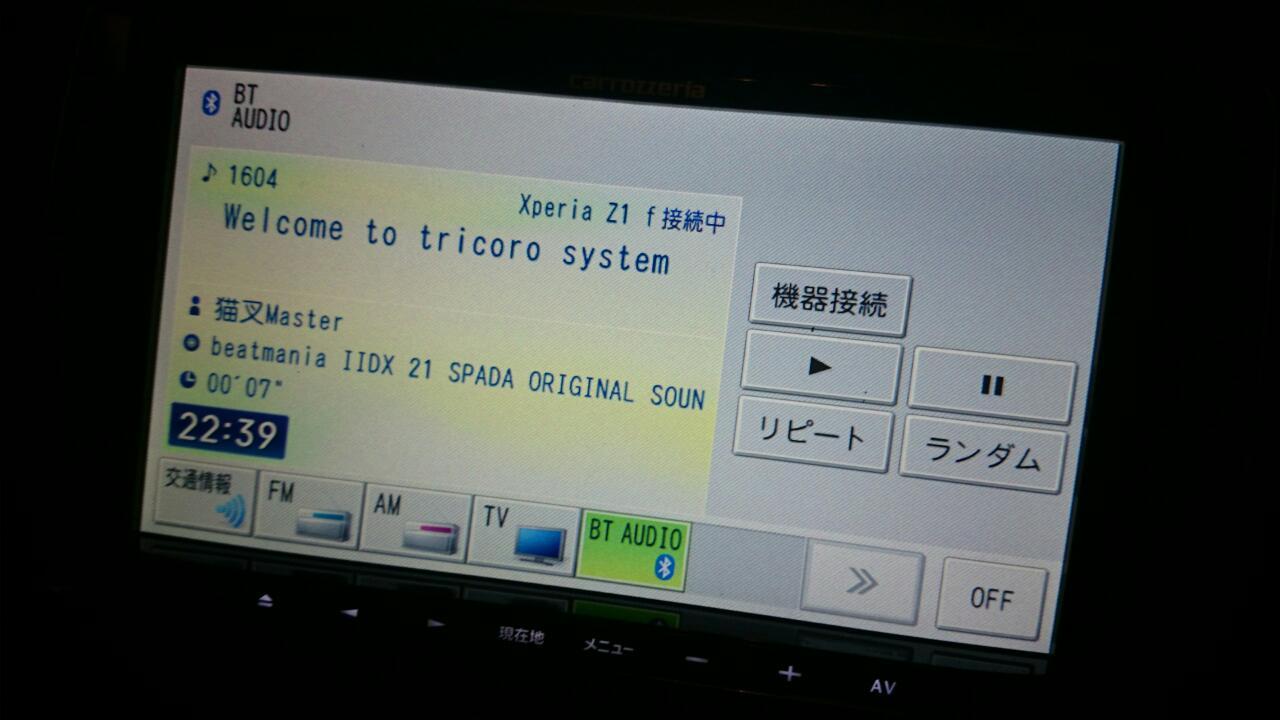 carrozzeria
BT
AUDIO
♪ 1604
Xperia Z1 f接続中
Welcome to tricoro system
猫叉Master
beatmania IIDX 21 SPADA ORIGINAL SOUN
00'07"
22:39
機器接続
リピート
ランダム
交通情報
FM
AM
TV
BT AUDIO
OFF
現在地
メニュー
AV